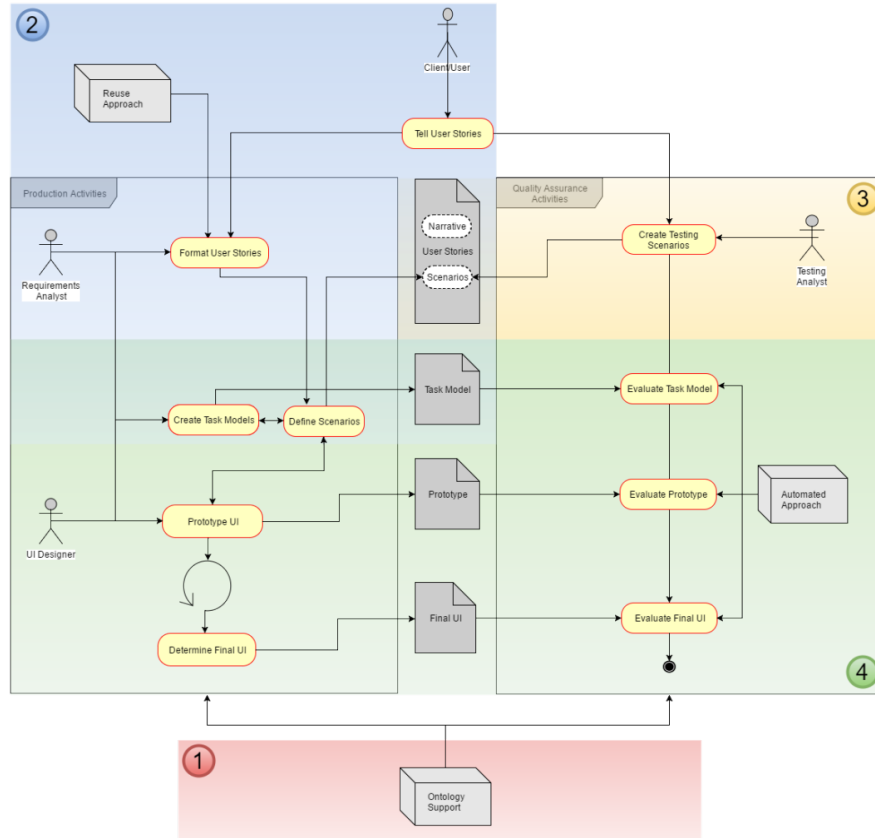 2
Client/User
Reuse
Approach
Tell User Stories
Production Activities
Quality Assurance
Activities
3
Narrative
User Stories
Scenarios
Format User Stories
Create Testing
Scenarios
Requirements
Analyst
Testing
Analyst
Task Model
Evaluate Task Model
Create Task Models
Define Scenarios
Prototype
Evaluate Prototype
Automated
Approach
Prototype UI
UI Designer
Final UI
Evaluate Final UI
Determine Final UI
4
1
Ontology
Support